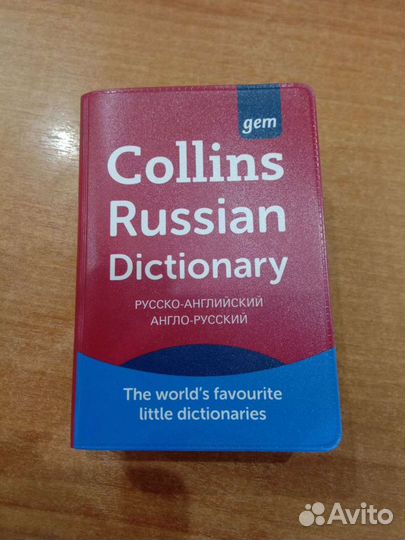 gem
Collins
Russian
Dictionary
РУССКО-АНГЛИЙСКИЙ
АНГЛО-РУССКИЙ
The world's favourite
little dictionaries
Avito